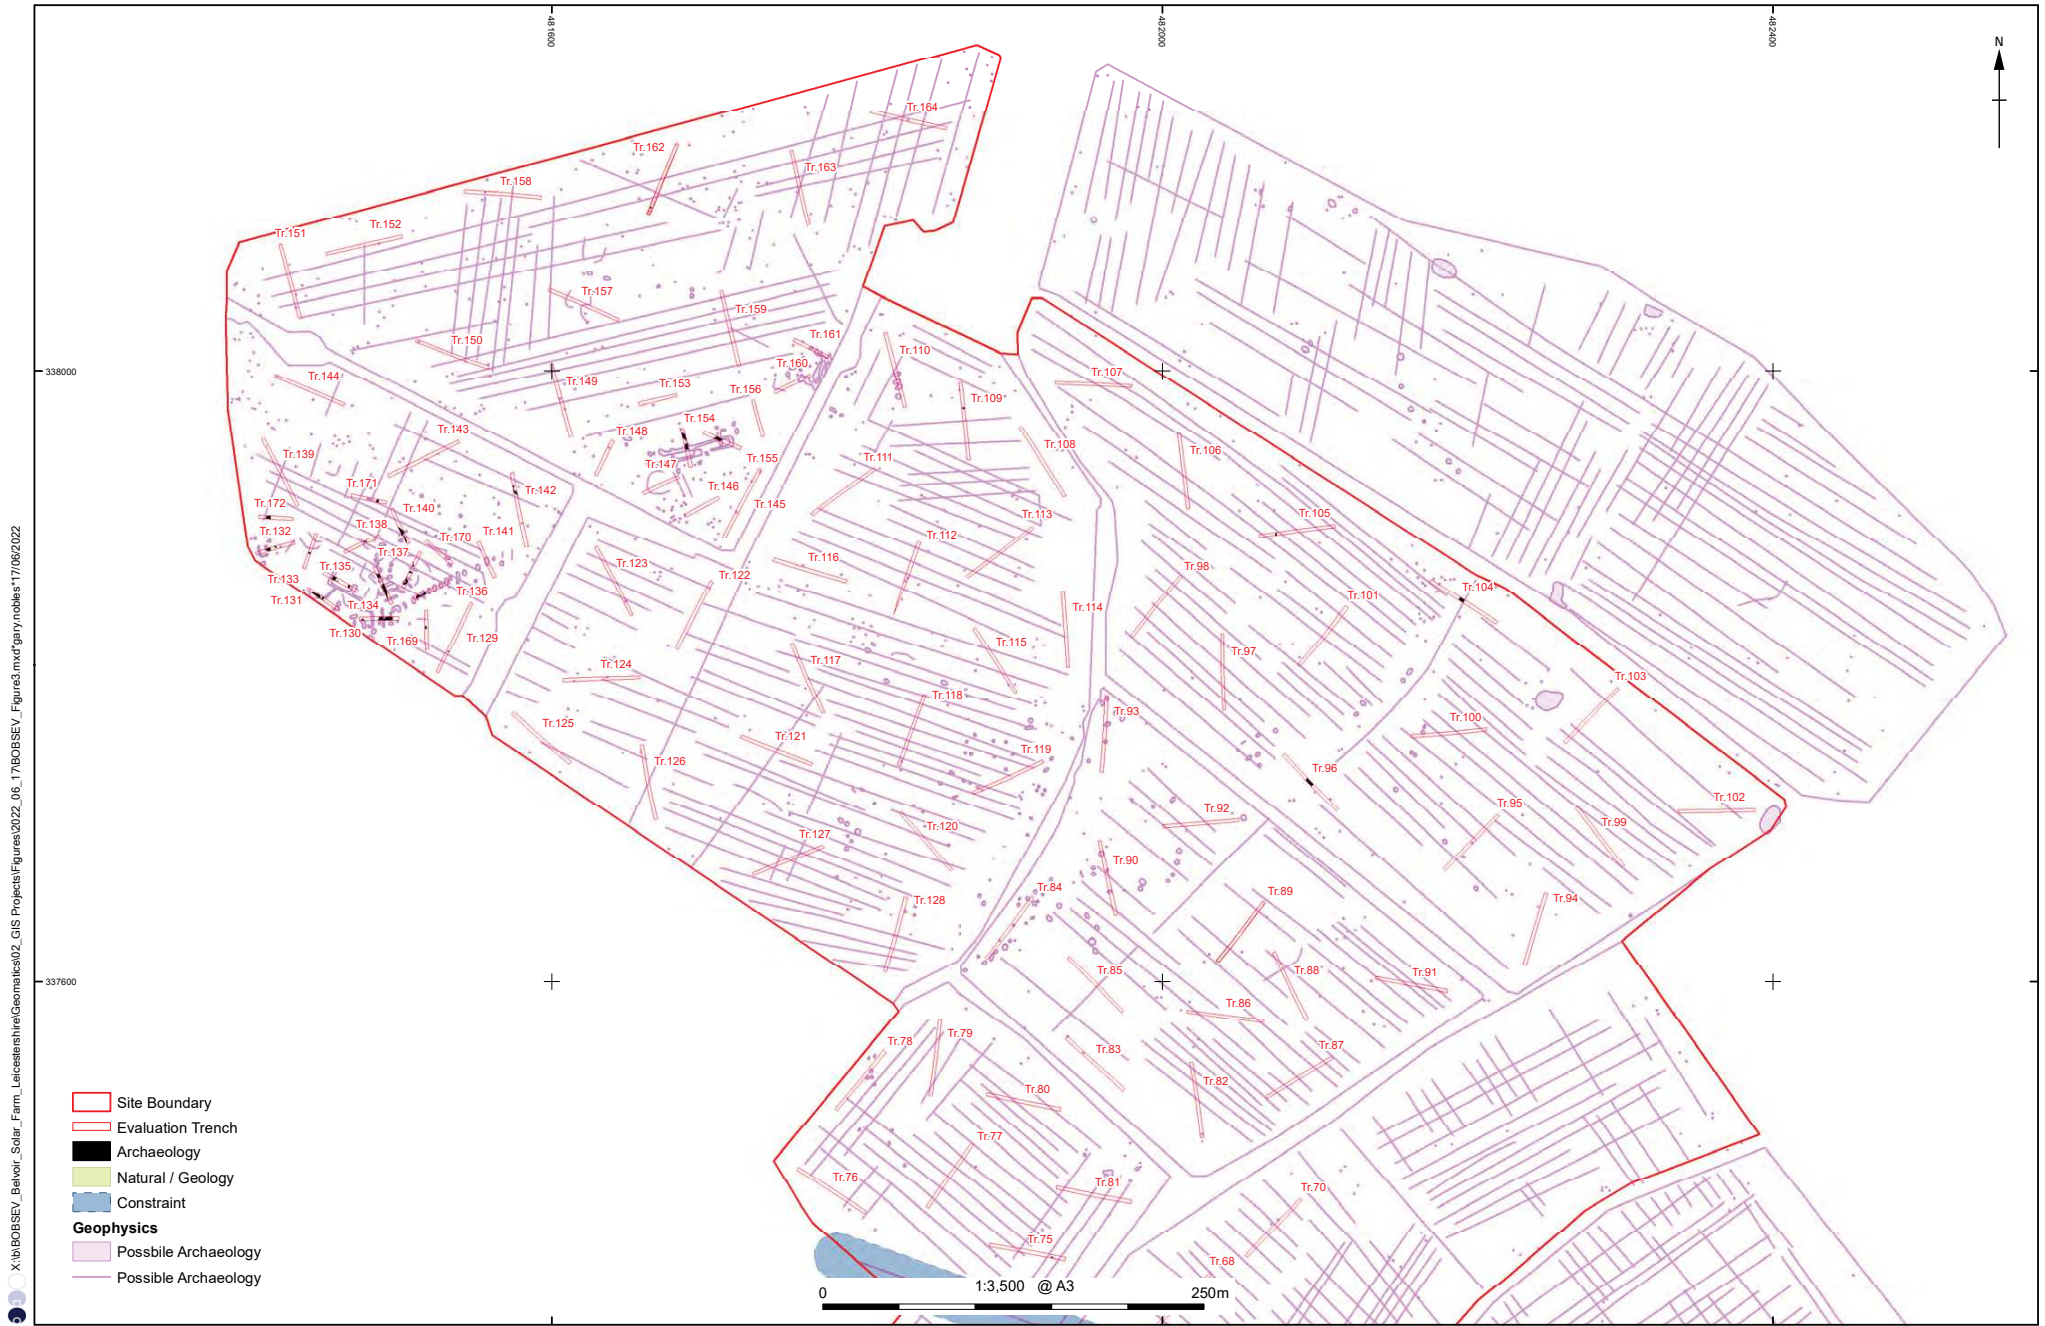 481600
482000
482400
N
Tr.164
Tr.162
Tr.163
Tr.158
Tr.152
Tr.151
Tr.157
Tr.159
Tr.161
Tr.150
Tr.110
Tr.160
338000
Tr.107
Tr.144
Tr.149
Tr.153
Tr.156
Tr.109
Tr.154
Tr.143
Tr.148
Tr.108
Tr.106
Tr.139
Tr.147
Tr.155
Tr.111
Tr.171
Tr.142
Tr.146
Tr.172
Tr.140
Tr.145
Tr.113
Tr.105
Tr.138
Tr.132
Tr.141
Tr.170
Tr.112
Tr.137
Tr.116
Tr.135
Tr.123
Tr.98
Tr.133
Tr.122
Tr.136
Tr.104
Tr.131
Tr.134
Tr.101
Tr.114
Tr.130
Tr.169
Tr.129
Tr.115
Tr.97
Tr.124
Tr.117
Tr.103
Tr.118
Tr.93
Tr.100
Tr.125
Tr.121
Tr.119
Tr.126
Tr.96
Tr.102
Tr.95
Tr.92
Tr.99
Tr.127
Tr.120
Tr.90
Tr.84
Tr.89
Tr.128
Tr.94
Tr.85
Tr.88
Tr.91
337600
Tr.86
Tr.79
Tr.78
Tr.83
Tr.87
Tr.82
Tr.80
Tr.77
Tr.76
Tr.81
Tr.70
Tr.75
Tr.68
Site Boundary
Evaluation Trench
Archaeology
Natural / Geology
Constraint
Geophysics
Possbile Archaeology
Possible Archaeology
1:3,500 @ A3
0 250m
X:\b\BOBSEV_Belvoir_Solar_Farm_Leicestershire\Geomatics\02_GIS Projects\Figures\2022_06_17\BOBSEV_Figure3.mxd*gary.nobles*17/06/2022